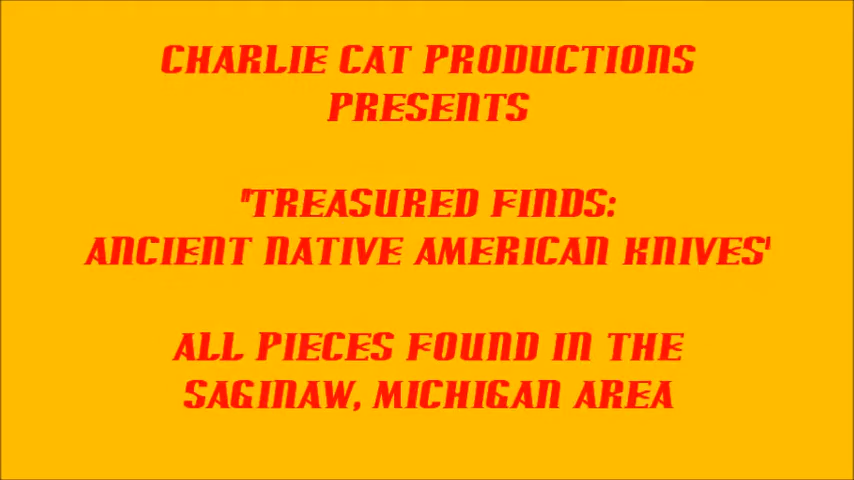 CHARLIE CAT PRODUCTIONS
PRESENTS
"TREASURED FINDS:
ANCIENT NATIVE AMERICAN KNIVES'
ALL PIECES FOUND IN THE
SAGINAW, MICHIGAN AREA